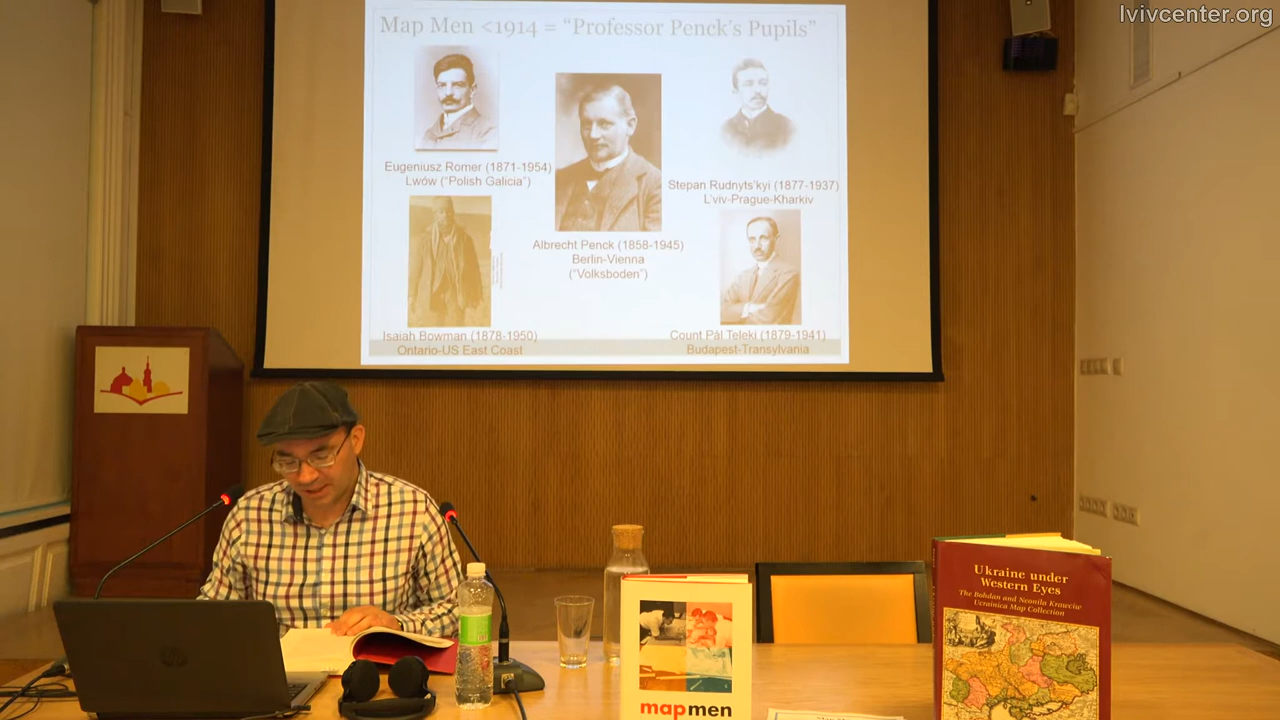 lvivcenter.org
Map Men <1914 = “Professor Penck's Pupils”
Eugeniusz Romer (1871-1954)
Lwów (“Polish Galicia”)
Stepan Rudnyts'kyi (1877-1937)
L'viv-Prague-Kharkiv
Albrecht Penck (1858-1945)
Berlin-Vienna
(“Volksboden”)
Isaiah Bowman (1878-1950)
Ontario-US East Coast
Count Pál Teleki (1879-1941)
Budapest-Transylvania
hp
mapmen
Ukraine under
Western Eyes
The Bohdan and Neonila Krawciw
Ucrainica Map Collection